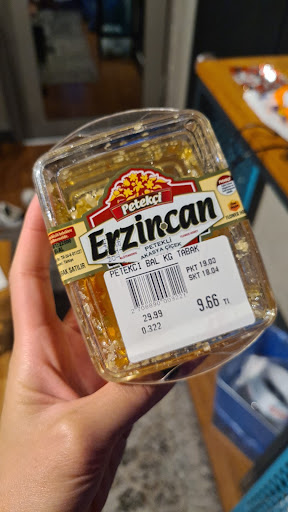 Petekçi
Erzincan
PETEKLİ
AKASYA ÇİÇEK
PETEKCI BAL KG TABAK
PKT 19.03
SKT 18.04
29.99
0.322
9.66 TL